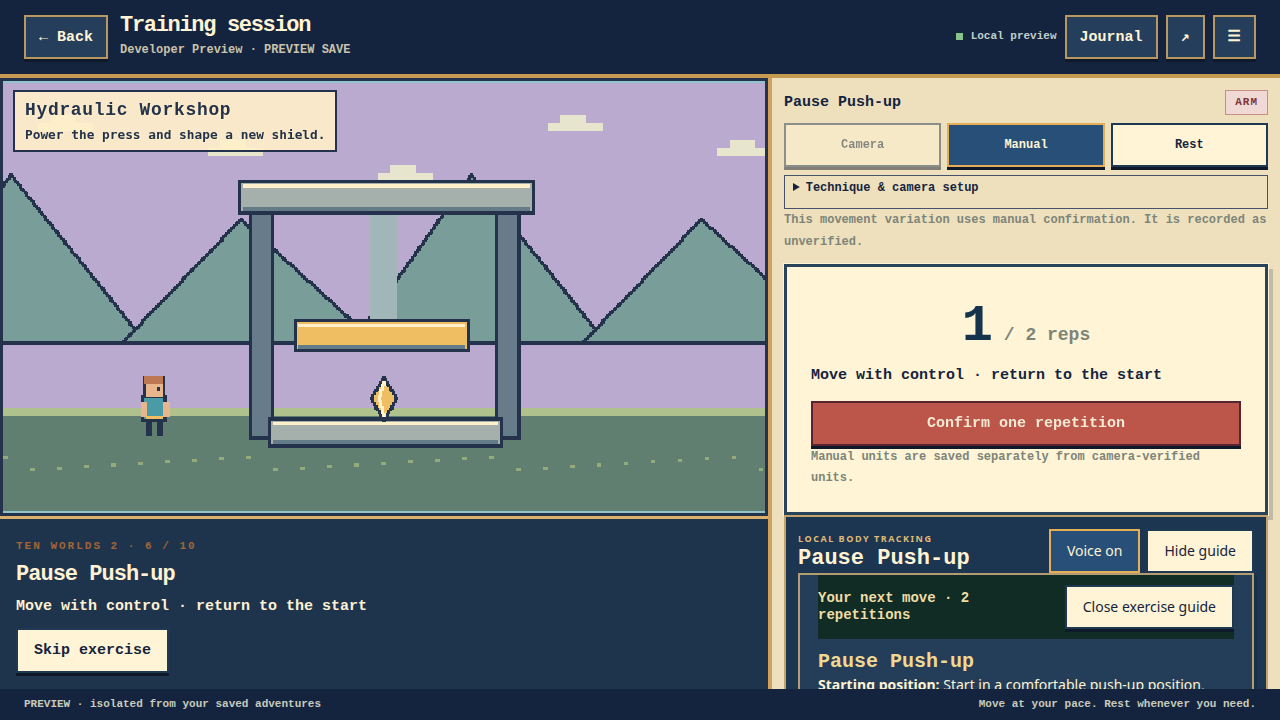 ← Back
Training session
Developer Preview · PREVIEW SAVE
Local preview
Journal
↗
☰
Hydraulic Workshop
Power the press and shape a new shield.
TEN WORLDS 2 · 6 / 10
Pause Push-up
Move with control · return to the start
Skip exercise
Pause Push-up
ARM
Camera
Manual
Rest
▶ Technique & camera setup
This movement variation uses manual confirmation. It is recorded as
unverified.
1 / 2 reps
Move with control · return to the start
Confirm one repetition
Manual units are saved separately from camera-verified
units.
LOCAL BODY TRACKING
Pause Push-up
Voice on
Hide guide
Your next move · 2
repetitions
Close exercise guide
Pause Push-up
Starting position: Start in a comfortable push-up position.
PREVIEW · isolated from your saved adventures
Move at your pace. Rest whenever you need.